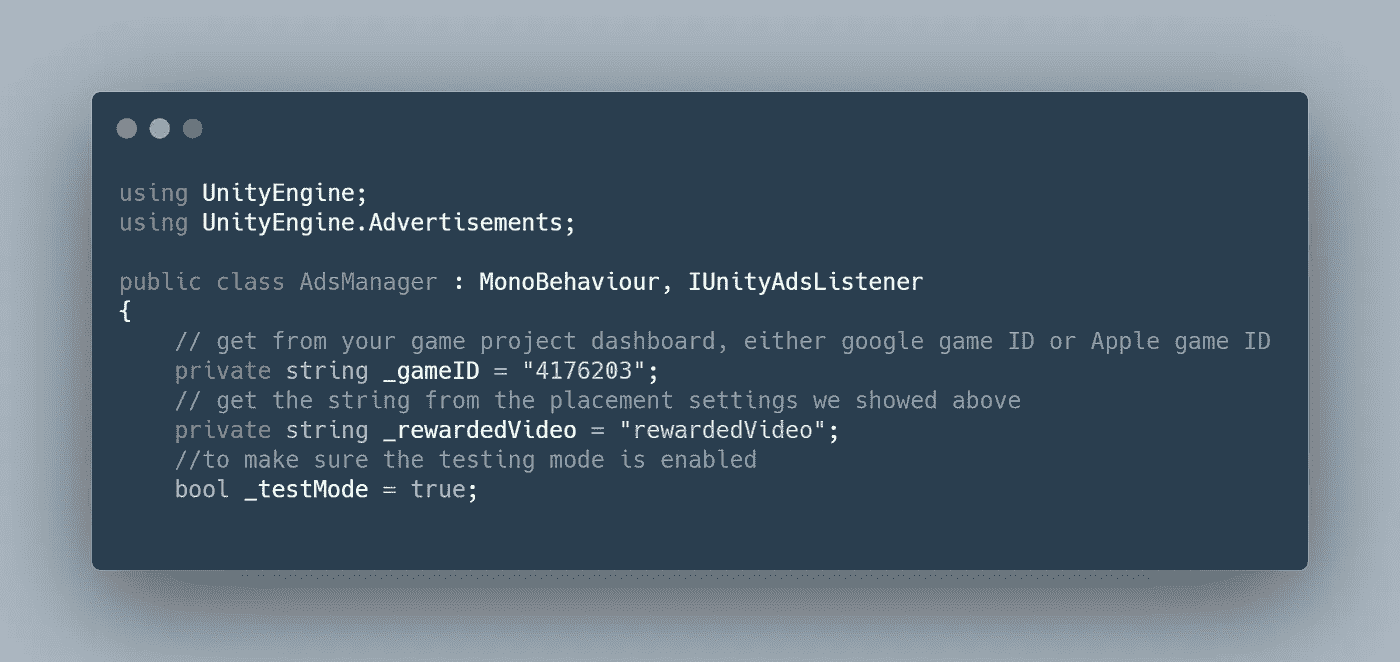 using UnityEngine;
using UnityEngine.Advertisements;
public class AdsManager : MonoBehaviour, IUnityAdsListener
{
// get from your game project dashboard, either google game ID or Apple game ID
private string _gameID = "4176203";
// get the string from the placement settings we showed above
private string _rewardedVideo = "rewardedVideo";
//to make sure the testing mode is enabled
bool _testMode = true;